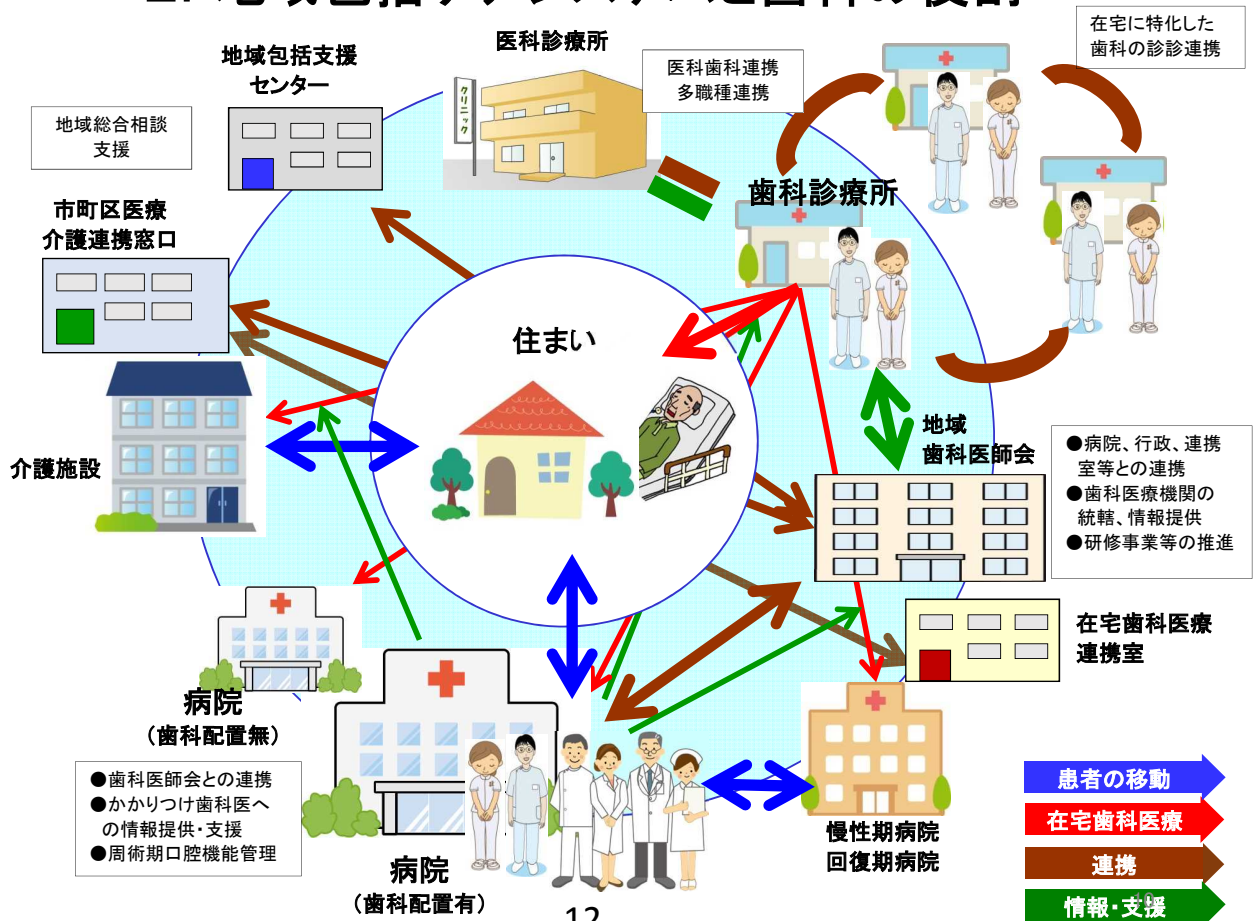 医科診療所
在宅に特化した
歯科の診診連携
地域包括支援
センター
医科歯科連携
多職種連携
クリニック
地域総合相談
支援
歯科診療所
市町区医療
介護連携窓口
住まい
地域
歯科医師会
介護施設
●病院、行政、連携
室等との連携
●歯科医療機関の
統轄、情報提供
●研修事業等の推進
在宅歯科医療
連携室
病院
（歯科配置無）
●歯科医師会との連携
●かかりつけ歯科医へ
の情報提供・支援
●周術期口腔機能管理
慢性期病院
回復期病院
病院
（歯科配置有）
患者の移動
在宅歯科医療
連携
情報・支援
12